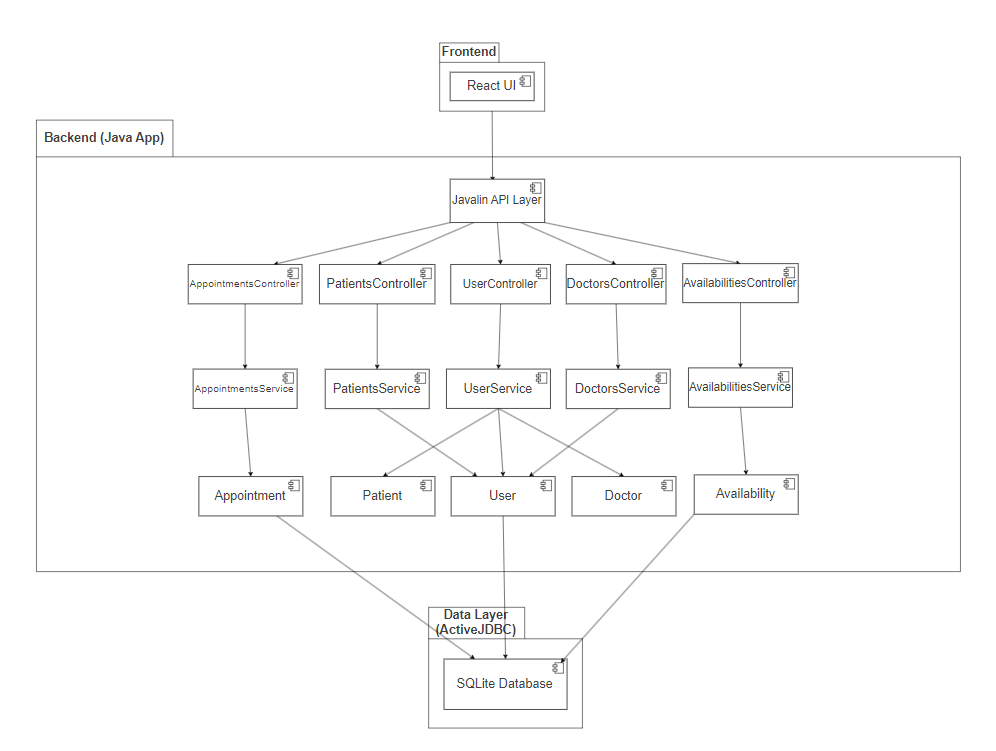 Frontend
React UI
Backend (Java App)
Javalin API Layer
AppointmentsController
PatientsController
UserController
DoctorsController
AvailabilitiesController
AppointmentsService
PatientsService
UserService
DoctorsService
AvailabilitiesService
Appointment
Patient
User
Doctor
Availability
Data Layer
(ActiveJDBC)
SQLite Database